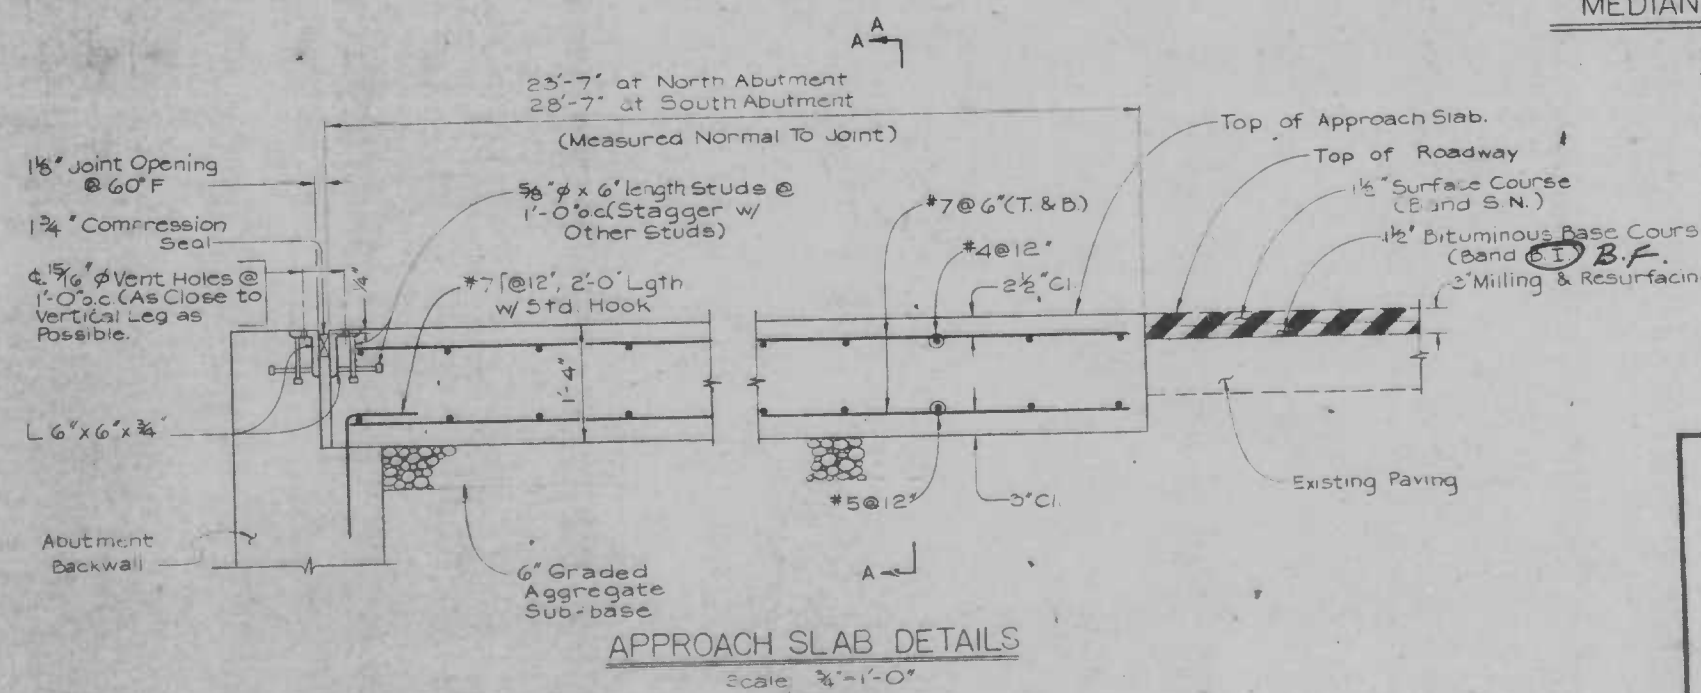 MEDIAN
A
A
23'-7" at North Abutment
28'-7" at South Abutment
(Measured Normal To Joint)
1⅛" Joint Opening
@ 60°F
1¾" Compression
Seal
℄ 15/16" ϕ Vent Holes @
1'-0" o.c. (As Close to
Vertical Leg as
Possible.
L 6" x 6" x ¾"
Abutment
Backwall
⅝" ϕ x 6" length Studs @
1'-0" o.c. (Stagger w/
Other Studs)
¼"
#7⌈@12", 2'-0" Lgth
w/ Std. Hook
1'-4"
#7@6" (T. & B.)
#4@12"
2½" Cl.
#5@12"
3" Cl.
6" Graded
Aggregate
Sub-base
A
Top of Approach Slab.
Top of Roadway
1½" Surface Course
(Band S.N.)
1½" Bituminous Base Cours
(Band B.I.) B.F.
3" Milling & Resurfacin
Existing Paving
APPROACH SLAB DETAILS
Scale ¾"=1'-0"